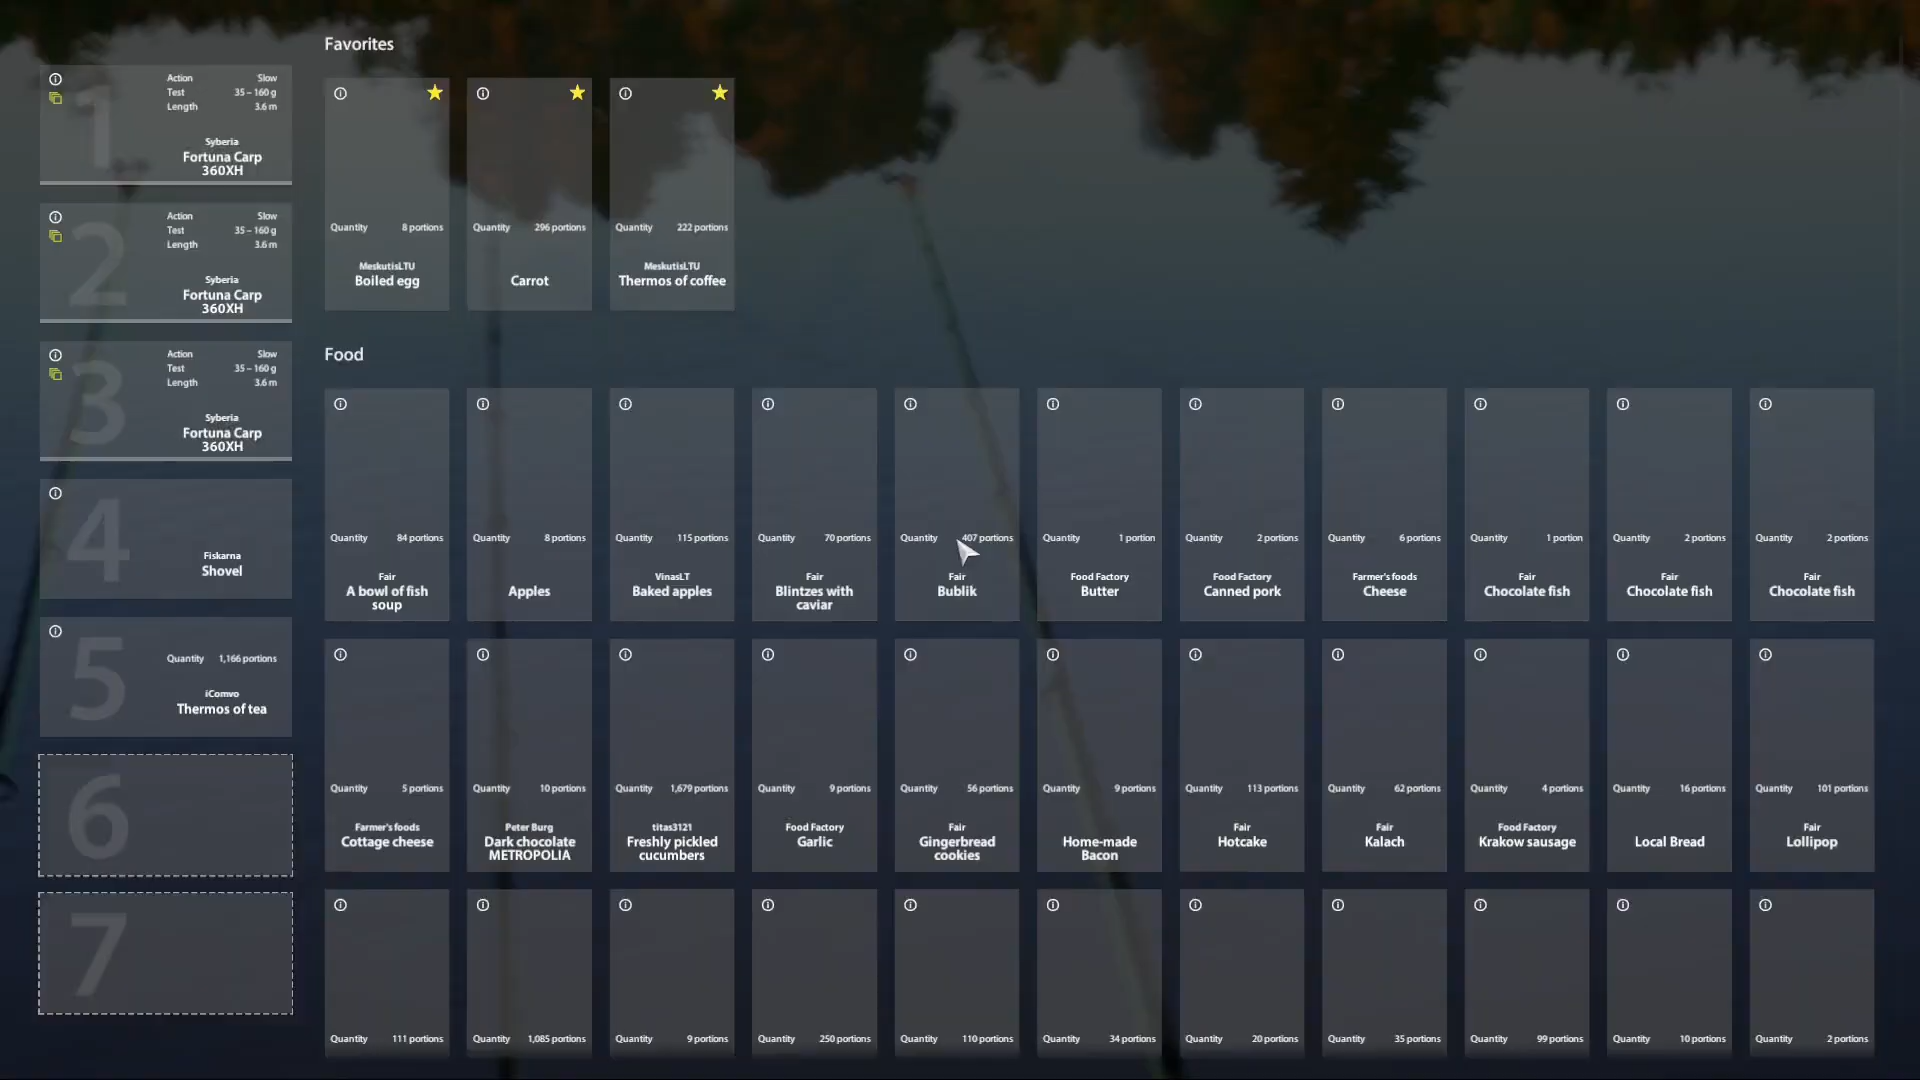 Favorites
1
Action Slow
Test 35 – 160 g
Length 3.6 m
Syberia
Fortuna Carp
360XH
2
Action Slow
Test 35 – 160 g
Length 3.6 m
Syberia
Fortuna Carp
360XH
3
Action Slow
Test 35 – 160 g
Length 3.6 m
Syberia
Fortuna Carp
360XH
4
Fiskarna
Shovel
5
Quantity 1,166 portions
iComvo
Thermos of tea
6
7
Quantity 8 portions
MeskutisLTU
Boiled egg
Quantity 296 portions
Carrot
Quantity 222 portions
MeskutisLTU
Thermos of coffee
Food
Quantity 84 portions
Fair
A bowl of fish
soup
Quantity 8 portions
Apples
Quantity 115 portions
VinasLT
Baked apples
Quantity 70 portions
Fair
Blintzes with
caviar
Quantity 407 portions
Fair
Bublik
Quantity 1 portion
Food Factory
Butter
Quantity 2 portions
Food Factory
Canned pork
Quantity 6 portions
Farmer's foods
Cheese
Quantity 1 portion
Fair
Chocolate fish
Quantity 2 portions
Fair
Chocolate fish
Quantity 2 portions
Fair
Chocolate fish
Quantity 5 portions
Farmer's foods
Cottage cheese
Quantity 10 portions
Peter Burg
Dark chocolate
METROPOLIA
Quantity 1,679 portions
titas3121
Freshly pickled
cucumbers
Quantity 9 portions
Food Factory
Garlic
Quantity 56 portions
Fair
Gingerbread
cookies
Quantity 9 portions
Home-made
Bacon
Quantity 113 portions
Fair
Hotcake
Quantity 62 portions
Fair
Kalach
Quantity 4 portions
Food Factory
Krakow sausage
Quantity 16 portions
Local Bread
Quantity 101 portions
Fair
Lollipop
Quantity 111 portions
Quantity 1,085 portions
Quantity 9 portions
Quantity 250 portions
Quantity 110 portions
Quantity 34 portions
Quantity 20 portions
Quantity 35 portions
Quantity 99 portions
Quantity 10 portions
Quantity 2 portions